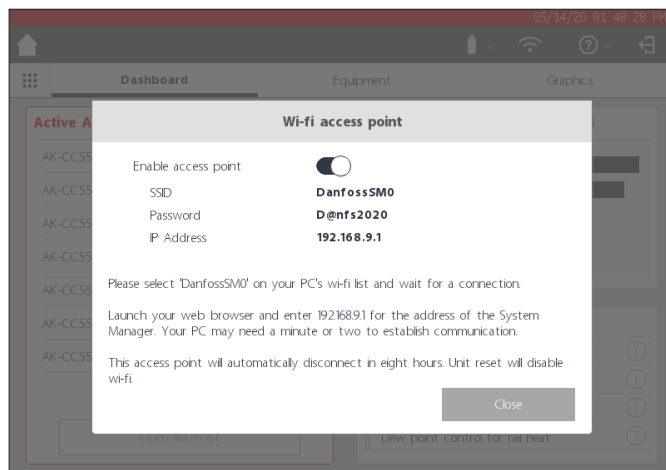 05/14/20 01 48 28 PM
Dashboard
Equipment
Graphics
Active A
Wi-fi access point
AK-CC55
Enable access point
SSID
DanfossSM0
AK-CC55
Password
D@nfs2020
AK-CC55
IP Address
192.168.9.1
AK-CC55
Please select 'DanfossSM0' on your PC's wi-fi list and wait for a connection.
AK-CC55
Launch your web browser and enter 192.168.9.1 for the address of the System
Manager. Your PC may need a minute or two to establish communication.
AK-CC55
AK-CC55
This access point will automatically disconnect in eight hours. Unit reset will disable
wi-fi.
Close
Open alarm list
Dew point control for rail heat